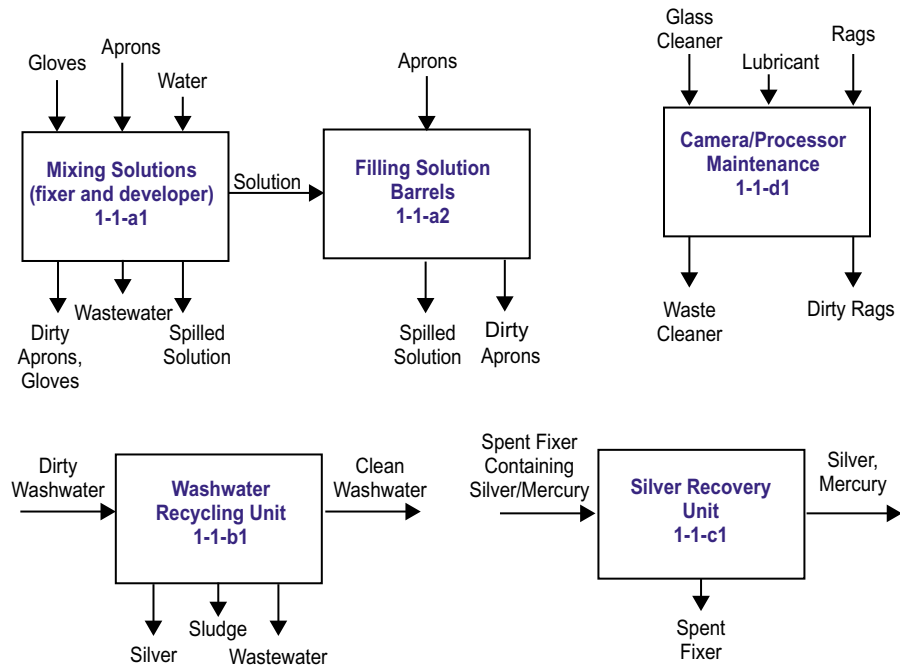 Gloves
Aprons
Water
Mixing Solutions
(fixer and developer)
1-1-a1
Solution
Dirty
Aprons,
Gloves
Wastewater
Spilled
Solution
Aprons
Filling Solution
Barrels
1-1-a2
Spilled
Solution
Dirty
Aprons
Glass
Cleaner
Lubricant
Rags
Camera/Processor
Maintenance
1-1-d1
Waste
Cleaner
Dirty Rags
Dirty
Washwater
Washwater
Recycling Unit
1-1-b1
Clean
Washwater
Silver
Sludge
Wastewater
Spent Fixer
Containing
Silver/Mercury
Silver Recovery
Unit
1-1-c1
Silver,
Mercury
Spent
Fixer